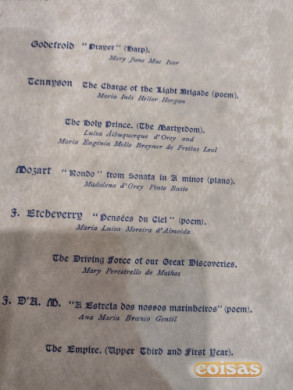 Godefroid "Prayer" (Harp).
Mary Jane Mac Iver
Tennyson The Charge of the Light Brigade (poem).
Maria Inês Heitor Horgan
The Holy Prince. (The Martyrdom).
Luiza Albuquerque d'Orey and
Maria Eugénia Mello Breyner de Freitas Leal
Mozart "Rondo" from Sonata in A minor (piano).
Madalena d'Orey Pinto Basto
J. Etcheverry "Pensées du Ciel" (poem).
Maria Luisa Moreira d'Almeida
The Driving Force of our Great Discoveries.
Mary Perestrello de Mathos
J. D'A. M. "A Estrela dos nossos marinheiros" (poem).
Ana Maria Branco Gentil
The Empire. (Upper Third and First Year).
coisas